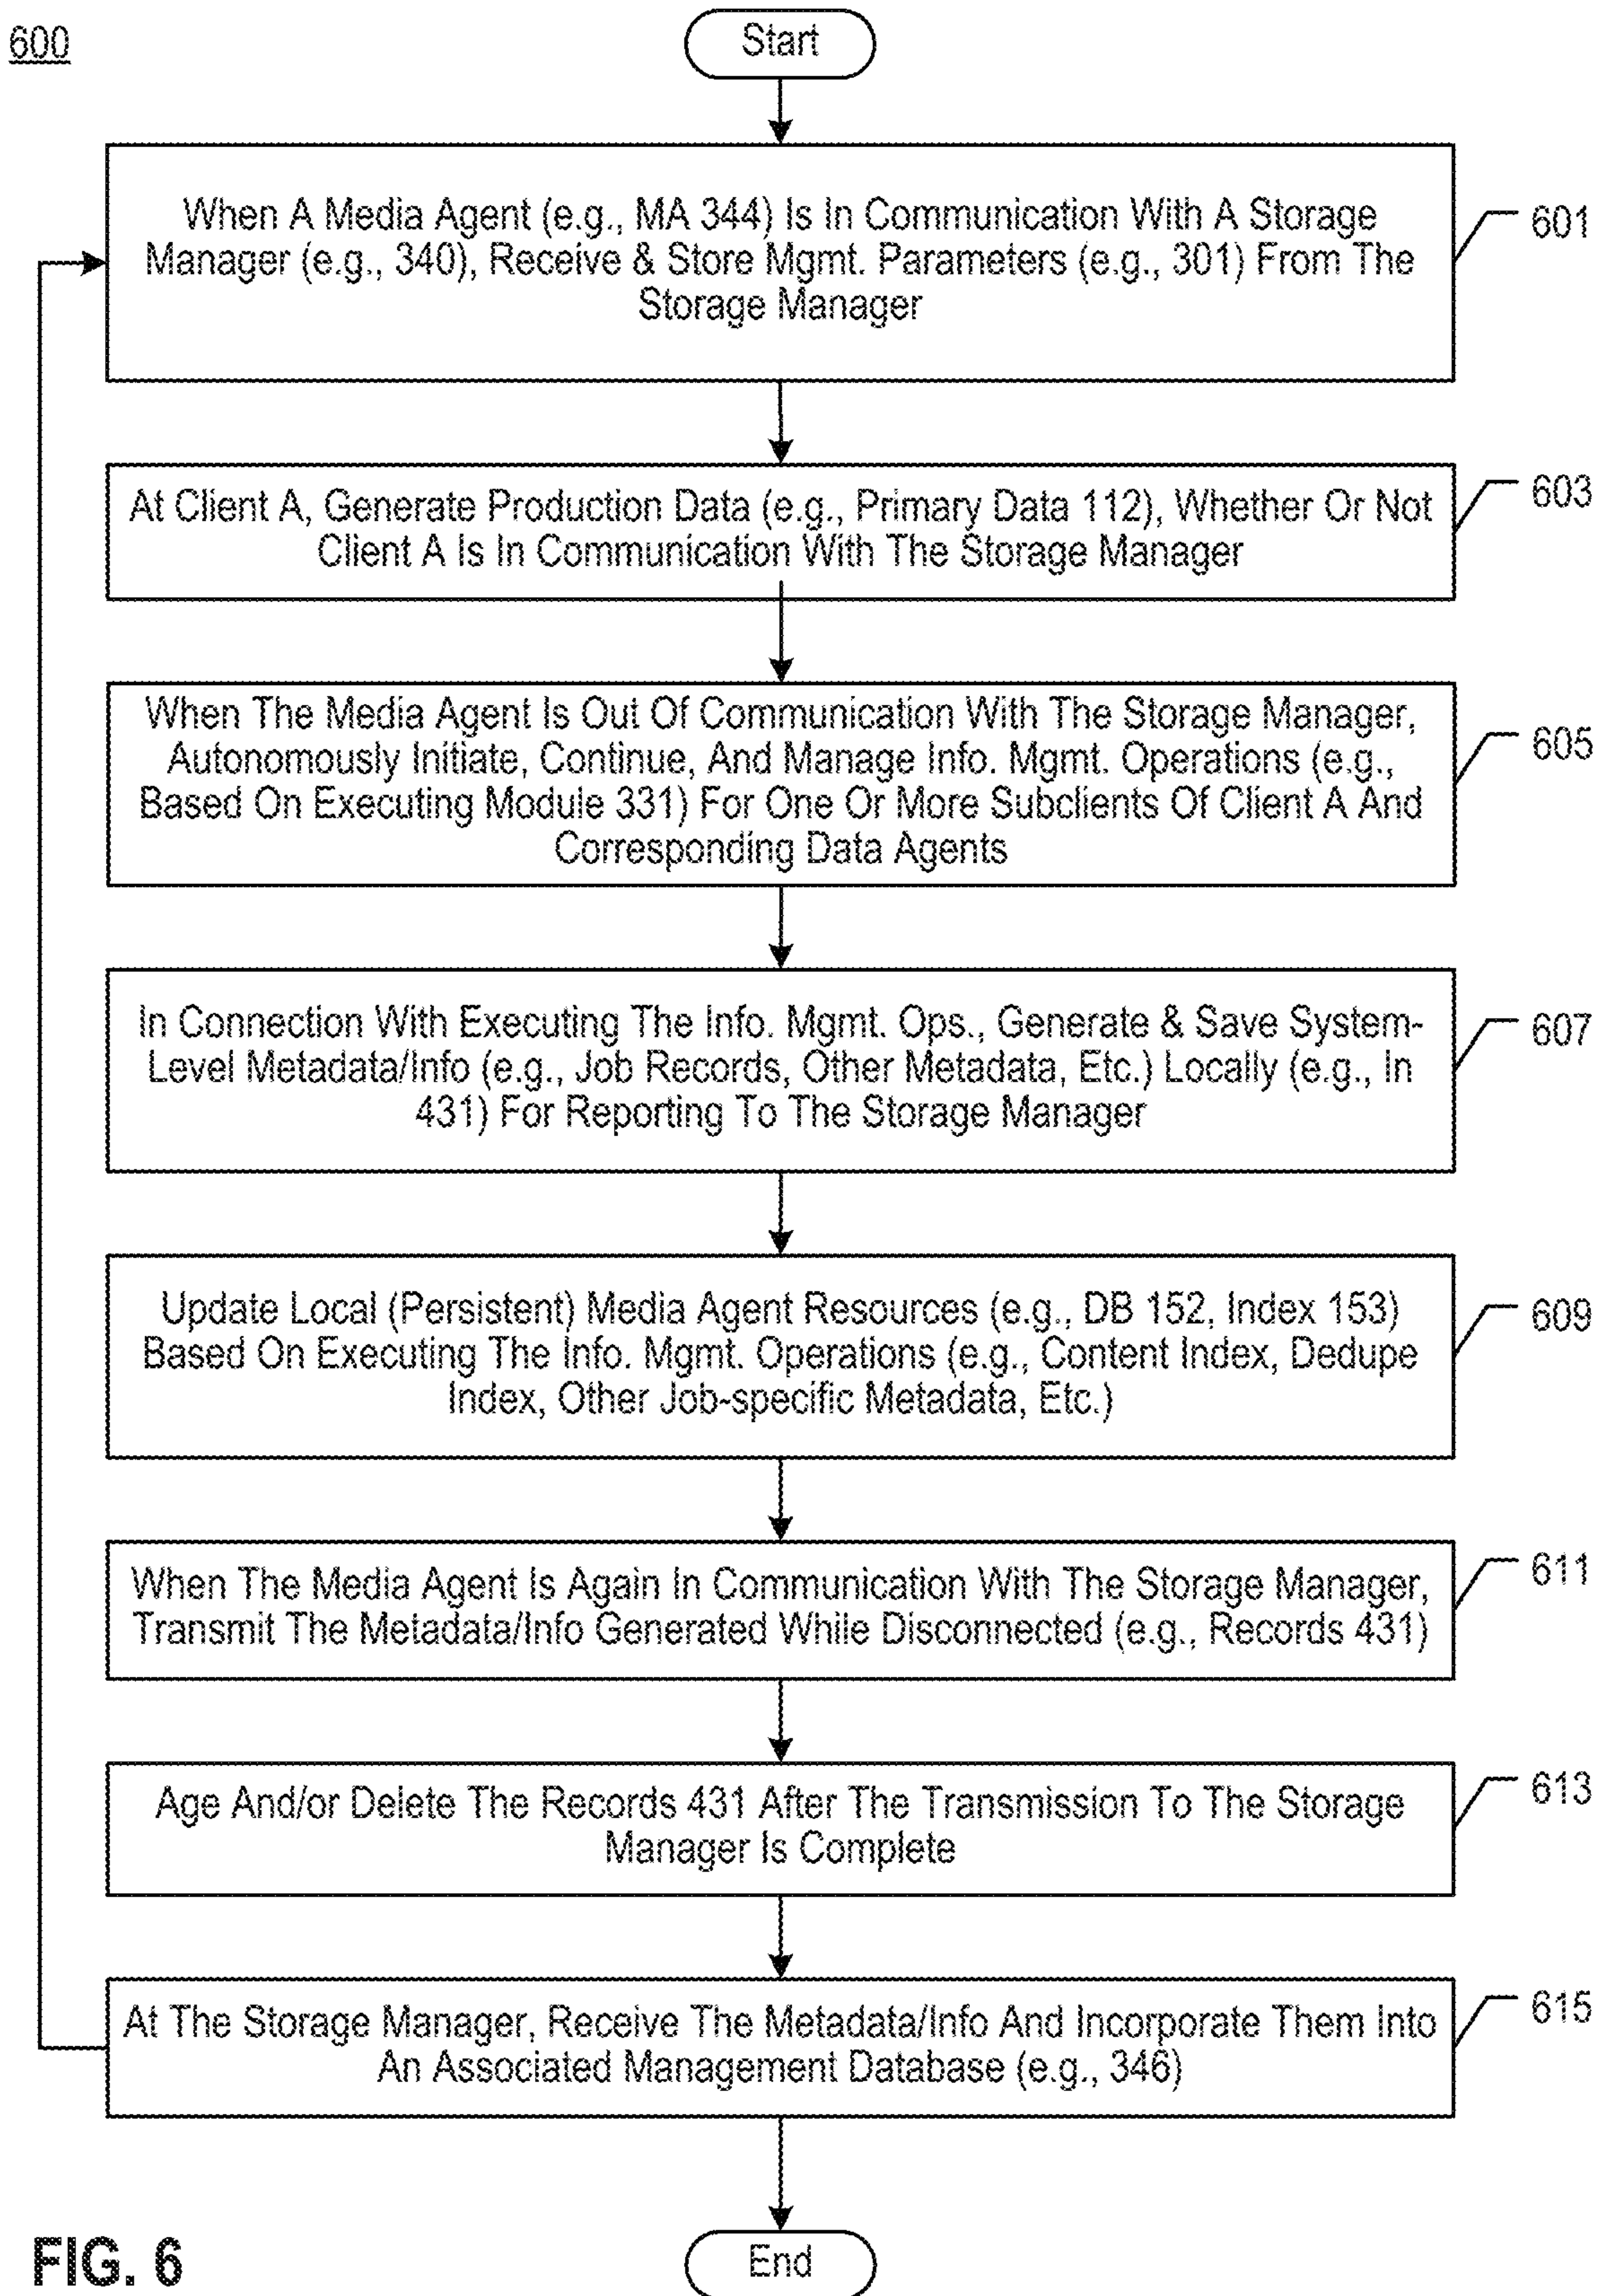 600
Start
When A Media Agent (e.g., MA 344) Is In Communication With A Storage
Manager (e.g., 340), Receive & Store Mgmt. Parameters (e.g., 301) From The
Storage Manager
601
At Client A, Generate Production Data (e.g., Primary Data 112), Whether Or Not
Client A Is In Communication With The Storage Manager
603
When The Media Agent Is Out Of Communication With The Storage Manager,
Autonomously Initiate, Continue, And Manage Info. Mgmt. Operations (e.g.,
Based On Executing Module 331) For One Or More Subclients Of Client A And
Corresponding Data Agents
605
In Connection With Executing The Info. Mgmt. Ops., Generate & Save System-
Level Metadata/Info (e.g., Job Records, Other Metadata, Etc.) Locally (e.g., In
431) For Reporting To The Storage Manager
607
Update Local (Persistent) Media Agent Resources (e.g., DB 152, Index 153)
Based On Executing The Info. Mgmt. Operations (e.g., Content Index, Dedupe
Index, Other Job-specific Metadata, Etc.)
609
When The Media Agent Is Again In Communication With The Storage Manager,
Transmit The Metadata/Info Generated While Disconnected (e.g., Records 431)
611
Age And/or Delete The Records 431 After The Transmission To The Storage
Manager Is Complete
613
At The Storage Manager, Receive The Metadata/Info And Incorporate Them Into
An Associated Management Database (e.g., 346)
615
End
FIG. 6